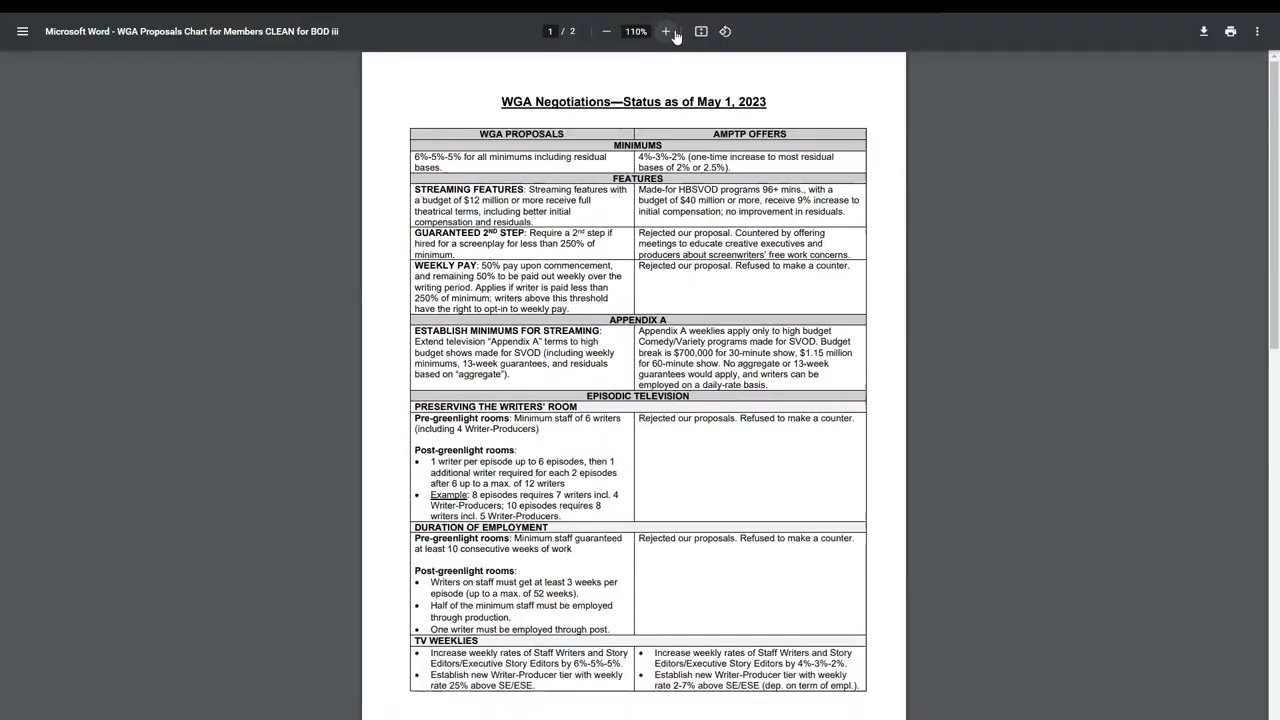 Microsoft Word - WGA Proposals Chart for Members CLEAN for BOD iii
1 / 2
110%
WGA Negotiations—Status as of May 1, 2023
WGA PROPOSALS
AMPTP OFFERS
MINIMUMS
6%-5%-5% for all minimums including residual
bases.
4%-3%-2% (one-time increase to most residual
bases of 2% or 2.5%).
FEATURES
STREAMING FEATURES: Streaming features with
a budget of $12 million or more receive full
theatrical terms, including better initial
compensation and residuals.
Made-for HBSVOD programs 96+ mins., with a
budget of $40 million or more, receive 9% increase to
initial compensation; no improvement in residuals.
GUARANTEED 2ND STEP: Require a 2nd step if
hired for a screenplay for less than 250% of
minimum.
Rejected our proposal. Countered by offering
meetings to educate creative executives and
producers about screenwriters' free work concerns.
WEEKLY PAY: 50% pay upon commencement,
and remaining 50% to be paid out weekly over the
writing period. Applies if writer is paid less than
250% of minimum; writers above this threshold
have the right to opt-in to weekly pay.
Rejected our proposal. Refused to make a counter.
APPENDIX A
ESTABLISH MINIMUMS FOR STREAMING:
Extend television “Appendix A” terms to high
budget shows made for SVOD (including weekly
minimums, 13-week guarantees, and residuals
based on “aggregate”).
Appendix A weeklies apply only to high budget
Comedy/Variety programs made for SVOD. Budget
break is $700,000 for 30-minute show, $1.15 million
for 60-minute show. No aggregate or 13-week
guarantees would apply, and writers can be
employed on a daily-rate basis.
EPISODIC TELEVISION
PRESERVING THE WRITERS’ ROOM
Pre-greenlight rooms: Minimum staff of 6 writers
(including 4 Writer-Producers)
Post-greenlight rooms:
• 1 writer per episode up to 6 episodes, then 1
additional writer required for each 2 episodes
after 6 up to a max. of 12 writers
• Example: 8 episodes requires 7 writers incl. 4
Writer-Producers; 10 episodes requires 8
writers incl. 5 Writer-Producers.
Rejected our proposals. Refused to make a counter.
DURATION OF EMPLOYMENT
Pre-greenlight rooms: Minimum staff guaranteed
at least 10 consecutive weeks of work
Post-greenlight rooms:
• Writers on staff must get at least 3 weeks per
episode (up to a max. of 52 weeks).
• Half of the minimum staff must be employed
through production.
• One writer must be employed through post.
Rejected our proposals. Refused to make a counter.
TV WEEKLIES
• Increase weekly rates of Staff Writers and Story
Editors/Executive Story Editors by 6%-5%-5%.
• Establish new Writer-Producer tier with weekly
rate 25% above SE/ESE.
• Increase weekly rates of Staff Writers and Story
Editors/Executive Story Editors by 4%-3%-2%.
• Establish new Writer-Producer tier with weekly
rate 2-7% above SE/ESE (dep. on term of empl.).